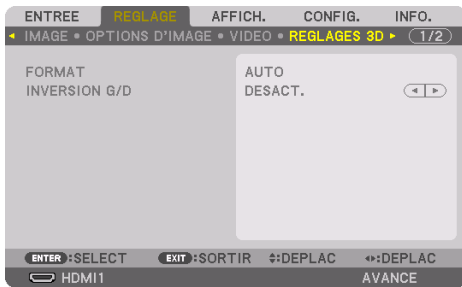 ENTREE REGLAGE AFFICH. CONFIG. INFO.
◂ IMAGE • OPTIONS D'IMAGE • VIDEO • REGLAGES 3D ▸ 1/2
FORMAT AUTO
INVERSION G/D DESACT.
ENTER :SELECT EXIT :SORTIR :DEPLAC :DEPLAC
HDMI1 AVANCE